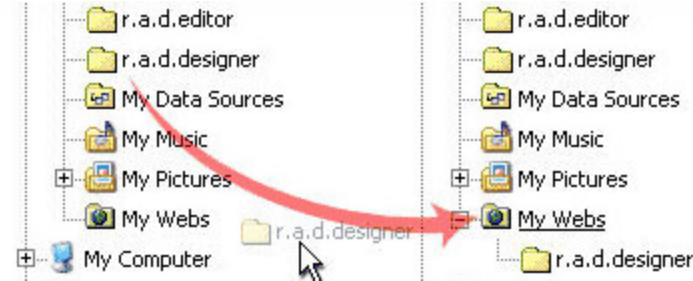 r.a.d.editor
r.a.d.designer
My Data Sources
My Music
My Pictures
My Webs
r.a.d.designer
My Computer
r.a.d.editor
r.a.d.designer
My Data Sources
My Music
My Pictures
My Webs
r.a.d.designer